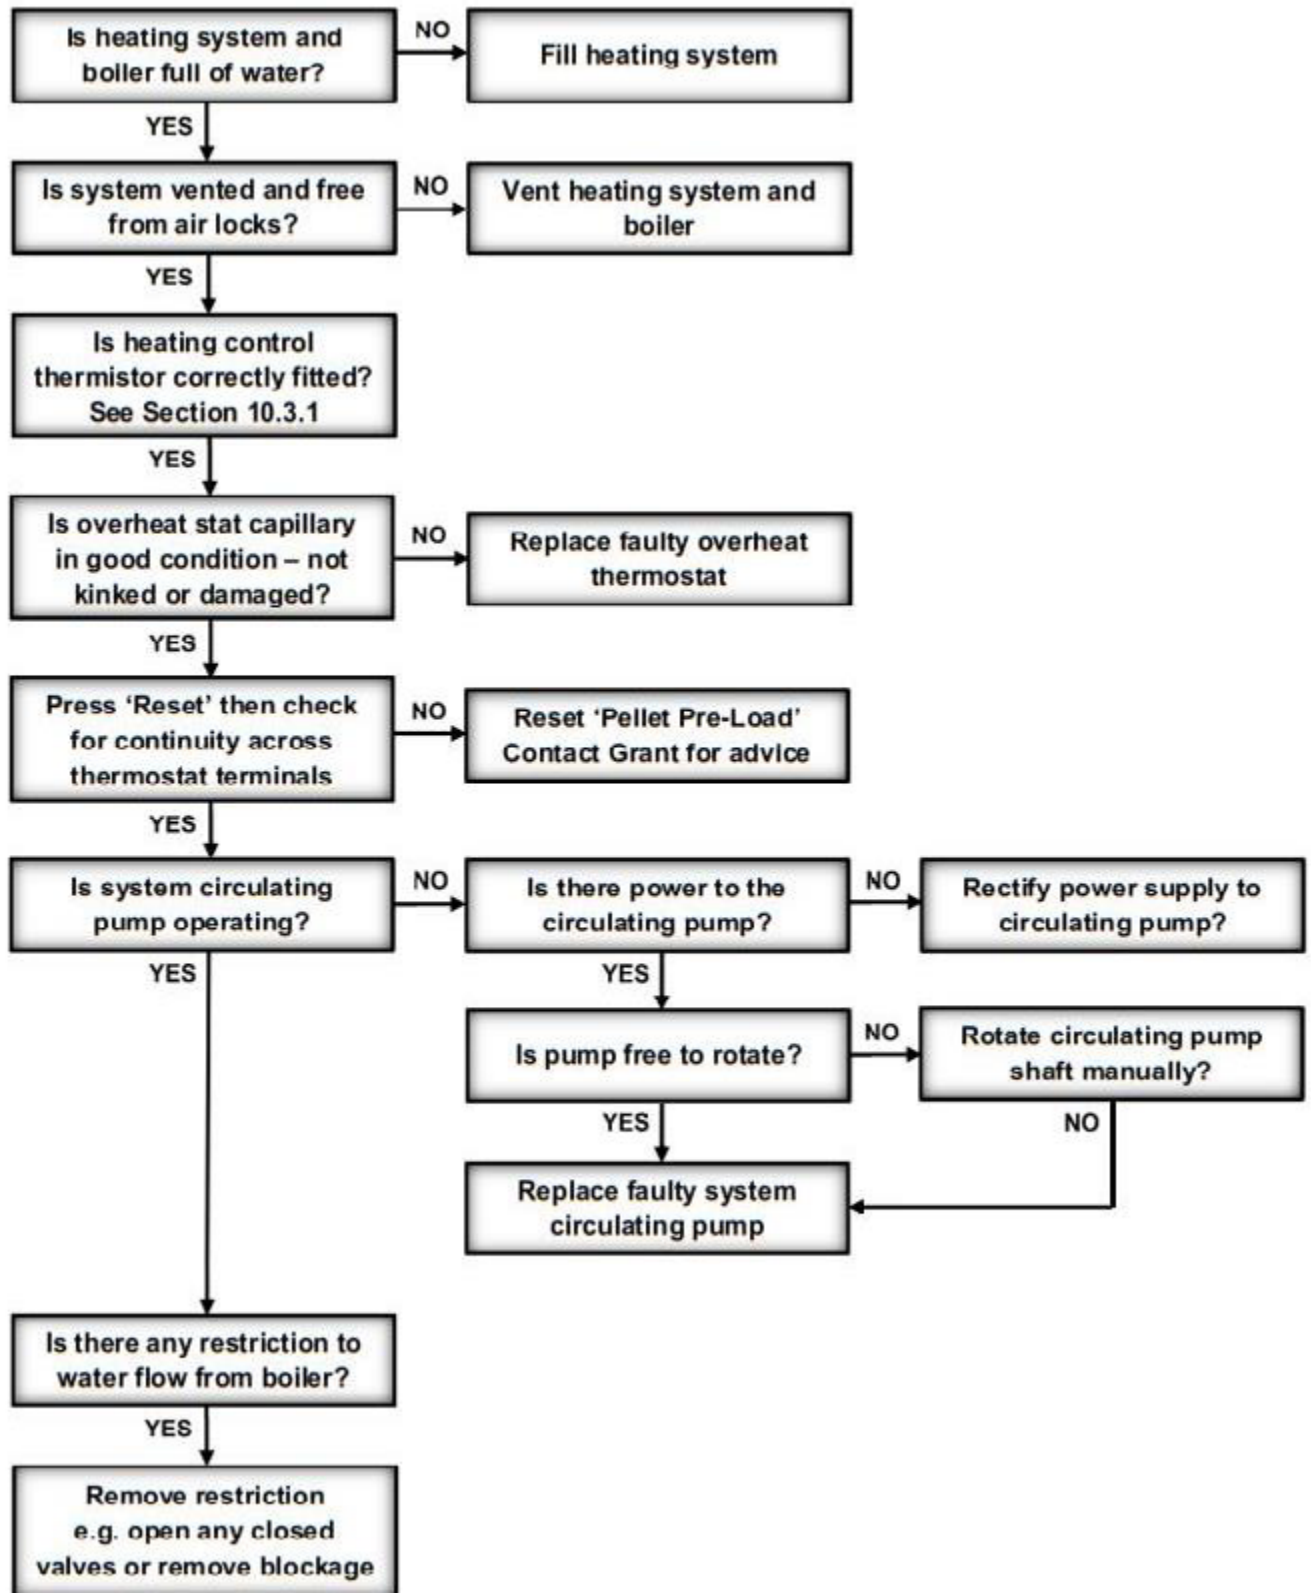 Is heating system and
boiler full of water?
NO
Fill heating system
YES
Is system vented and free
from air locks?
NO
Vent heating system and
boiler
YES
Is heating control
thermistor correctly fitted?
See Section 10.3.1
YES
Is overheat stat capillary
in good condition – not
kinked or damaged?
NO
Replace faulty overheat
thermostat
YES
Press ‘Reset’ then check
for continuity across
thermostat terminals
NO
Reset ‘Pellet Pre-Load’
Contact Grant for advice
YES
Is system circulating
pump operating?
NO
Is there power to the
circulating pump?
NO
Rectify power supply to
circulating pump?
YES
YES
Is pump free to rotate?
NO
Rotate circulating pump
shaft manually?
YES
NO
Replace faulty system
circulating pump
Is there any restriction to
water flow from boiler?
YES
Remove restriction
e.g. open any closed
valves or remove blockage